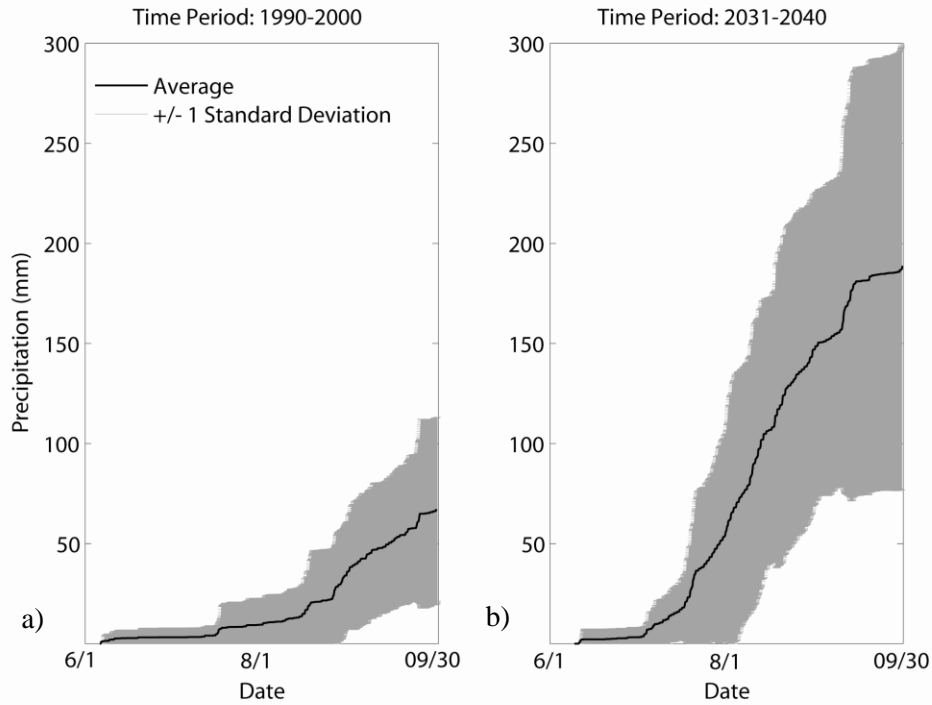 Time Period: 1990-2000
300
Average
+/- 1 Standard Deviation
250
200
Precipitation (mm)
150
100
50
a)
6/1
8/1
09/30
Date
Time Period: 2031-2040
300
250
200
150
100
50
b)
6/1
8/1
09/30
Date